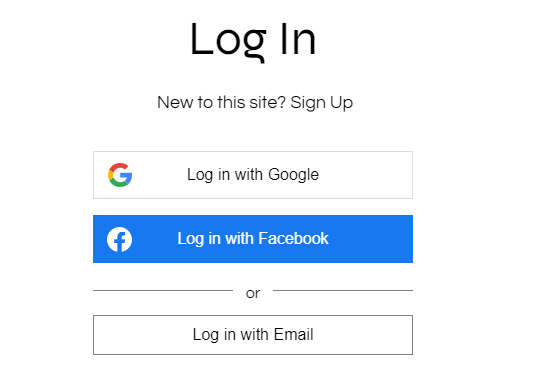 Log In
New to this site? Sign Up
Log in with Google
Log in with Facebook
or
Log in with Email